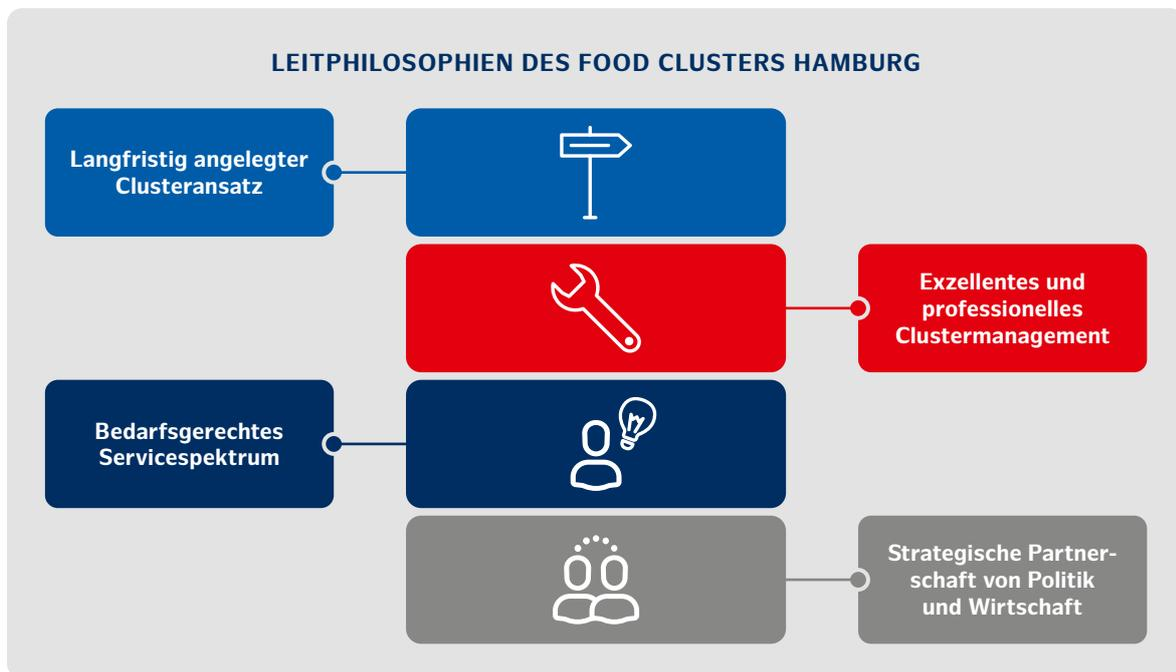 LEITPHILOSOPHIEN DES FOOD CLUSTERS HAMBURG
Langfristig angelegter
Clusteransatz
Exzellentes und
professionelles
Clustermanagement
Bedarfsgerechtes
Servicespektrum
Strategische Partner-
schaft von Politik
und Wirtschaft